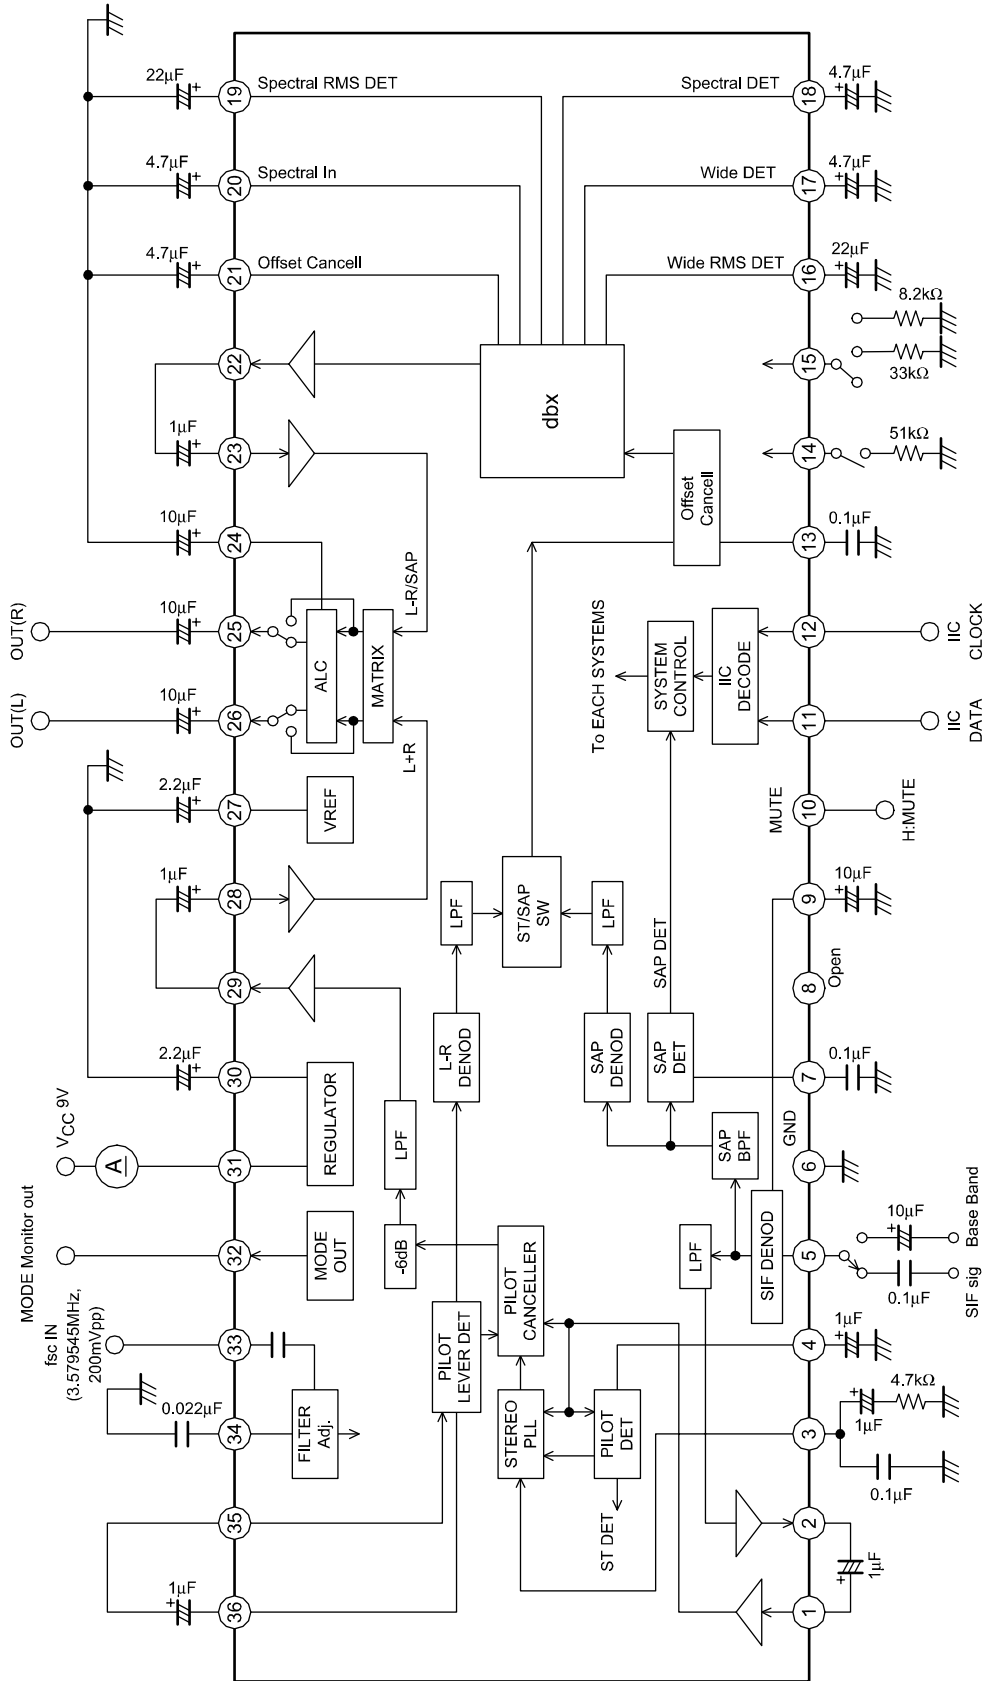 22μF
+
19
Spectral RMS DET
Spectral DET
18
+
4.7μF
4.7μF
+
20
Spectral In
Wide DET
17
+
4.7μF
4.7μF
+
21
Offset Cancell
Wide RMS DET
16
+
22μF
8.2kΩ
22
15
33kΩ
dbx
1μF
+
23
14
51kΩ
Offset
Cancell
10μF
+
24
13
0.1μF
OUT(R)
10μF
+
25
L-R/SAP
12
IIC
CLOCK
ALC
MATRIX
To EACH SYSTEMS
SYSTEM
CONTROL
IIC
DECODE
OUT(L)
10μF
+
26
L+R
11
IIC
DATA
2.2μF
+
27
VREF
MUTE
10
H:MUTE
1μF
+
28
LPF
ST/SAP
SW
LPF
SAP DET
9
+
10μF
29
8
Open
2.2μF
+
30
L-R
DENOD
SAP
DENOD
SAP
DET
7
0.1μF
VCC 9V
A
31
REGULATOR
LPF
SAP
BPF
GND
6
MODE Monitor out
32
MODE
OUT
-6dB
LPF
SIF DENOD
5
+
10μF
Base Band
0.1μF
SIF sig
fsc IN
(3.579545MHz,
200mVpp)
33
PILOT
LEVER DET
PILOT
CANCELLER
4
+
1μF
0.022μF
34
FILTER
Adj.
STEREO
PLL
PILOT
DET
3
+
1μF
4.7kΩ
0.1μF
35
ST DET
2
1μF
+
36
1
+
1μF